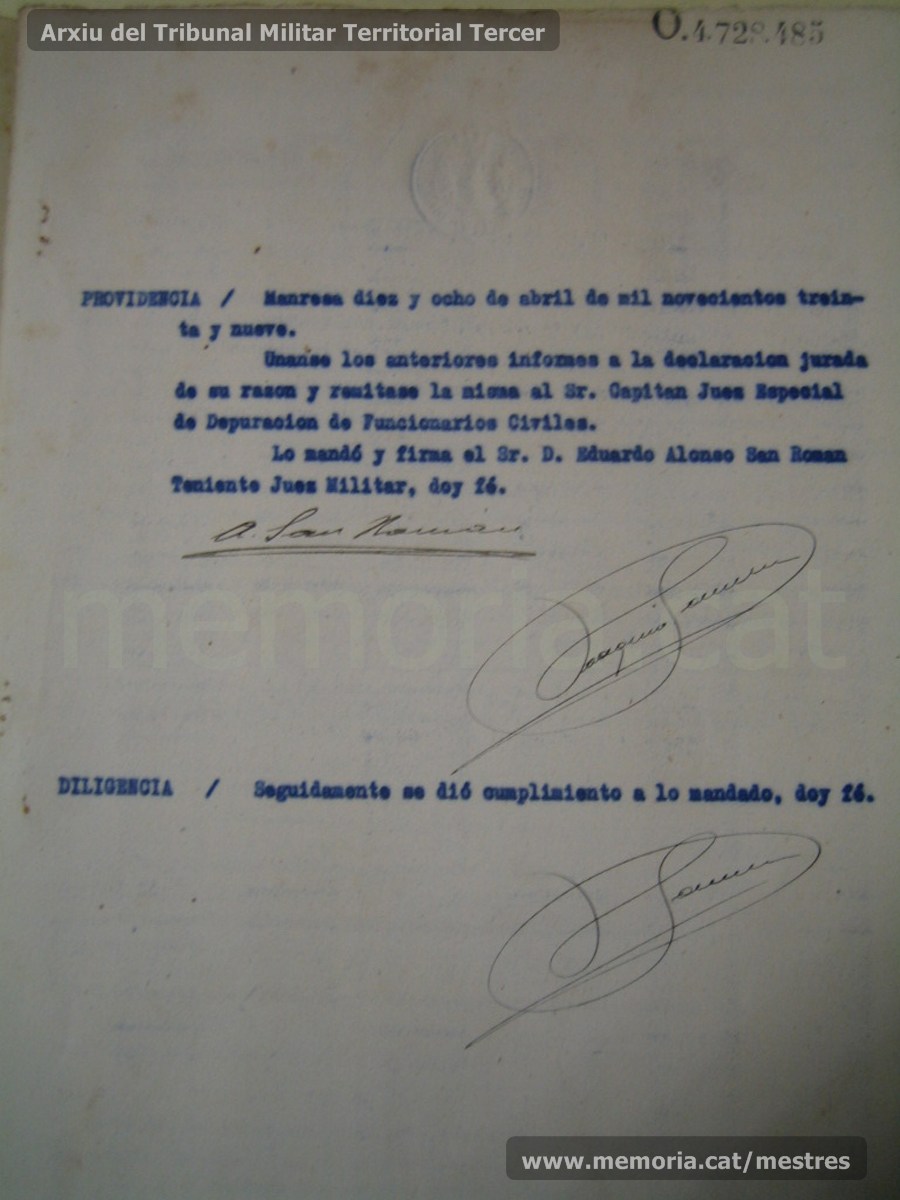 Arxiu del Tribunal Militar Territorial Tercer
O.4.728.485
PROVIDENCIA / Manresa diez y ocho de abril de mil novecientos trein-
ta y nueve.
Unanse los anteriores informes a la declaracion jurada
de su razon y remitase la misma al Sr. Capitan Juez Especial
de Depuracion de Funcionarios Civiles.
Lo mandó y firma el Sr. D. Eduardo Alonso San Roman
Teniente Juez Militar, doy fé.
A. San Román
memoria.cat
Joaquin
DILIGENCIA / Seguidamente se dió cumplimiento a lo mandado, doy fé.
www.memoria.cat/mestres